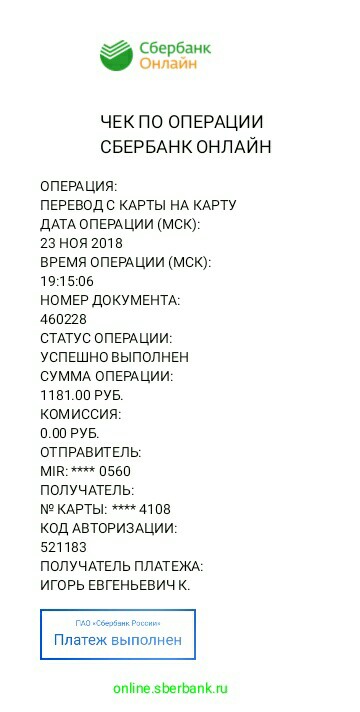 Сбербанк
Онлайн
ЧЕК ПО ОПЕРАЦИИ
СБЕРБАНК ОНЛАЙН
ОПЕРАЦИЯ:
ПЕРЕВОД С КАРТЫ НА КАРТУ
ДАТА ОПЕРАЦИИ (МСК):
23 НОЯ 2018
ВРЕМЯ ОПЕРАЦИИ (МСК):
19:15:06
НОМЕР ДОКУМЕНТА:
460228
СТАТУС ОПЕРАЦИИ:
УСПЕШНО ВЫПОЛНЕН
СУММА ОПЕРАЦИИ:
1181.00 РУБ.
КОМИССИЯ:
0.00 РУБ.
ОТПРАВИТЕЛЬ:
MIR: **** 0560
ПОЛУЧАТЕЛЬ:
№ КАРТЫ: **** 4108
КОД АВТОРИЗАЦИИ:
521183
ПОЛУЧАТЕЛЬ ПЛАТЕЖА:
ИГОРЬ ЕВГЕНЬЕВИЧ К.
ПАО «Сбербанк России»
Платеж выполнен
online.sberbank.ru